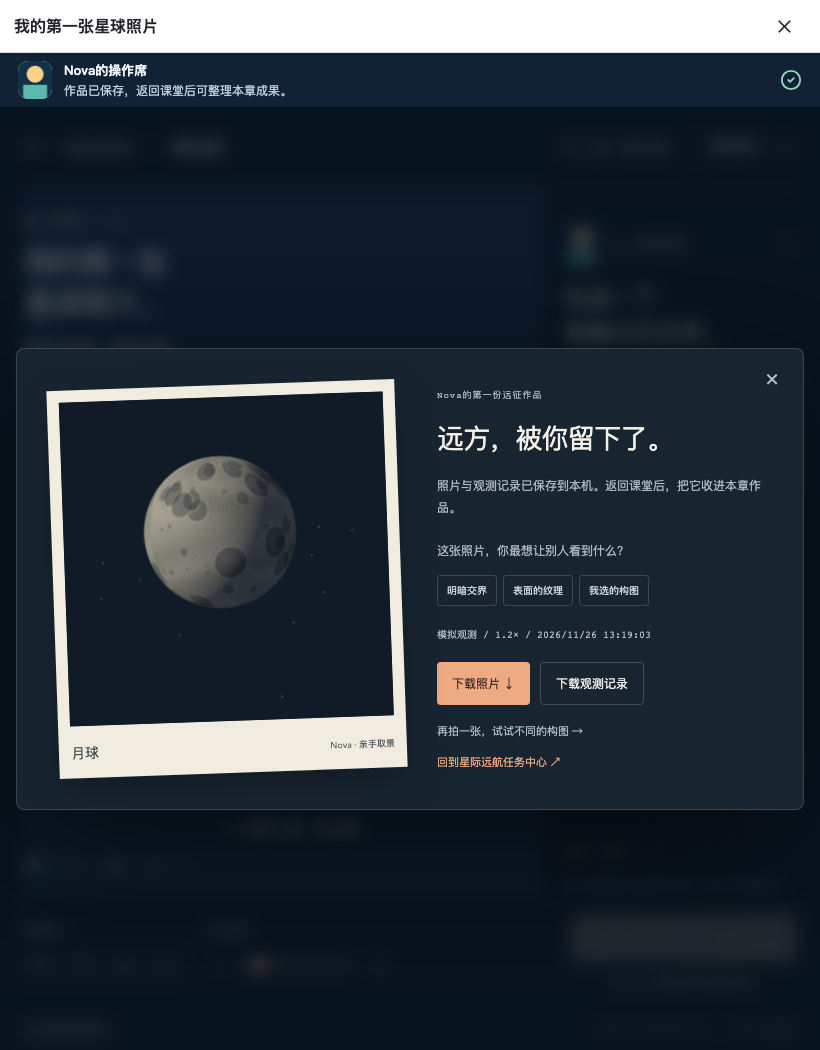 我的第一张星球照片
Nova的操作席
作品已保存，返回课堂后可整理本章成果。
Nova的第一份远征作品
远方，被你留下了。
照片与观测记录已保存到本机。返回课堂后，把它收进本章作
品。
这张照片，你最想让别人看到什么？
明暗交界
表面的纹理
我选的构图
模拟观测 / 1.2× / 2026/11/26 13:19:03
下载照片 ↓
下载观测记录
再拍一张，试试不同的构图 →
回到星际远航任务中心 ↗
月球
Nova · 亲手取景